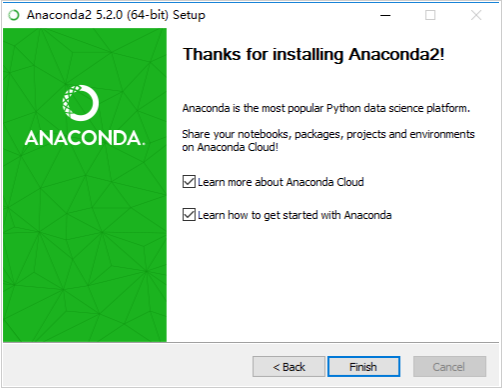 Anaconda2 5.2.0 (64-bit) Setup
Thanks for installing Anaconda2!
ANACONDA.
Anaconda is the most popular Python data science platform.
Share your notebooks, packages, projects and environments
on Anaconda Cloud!
Learn more about Anaconda Cloud
Learn how to get started with Anaconda
< Back
Finish
Cancel